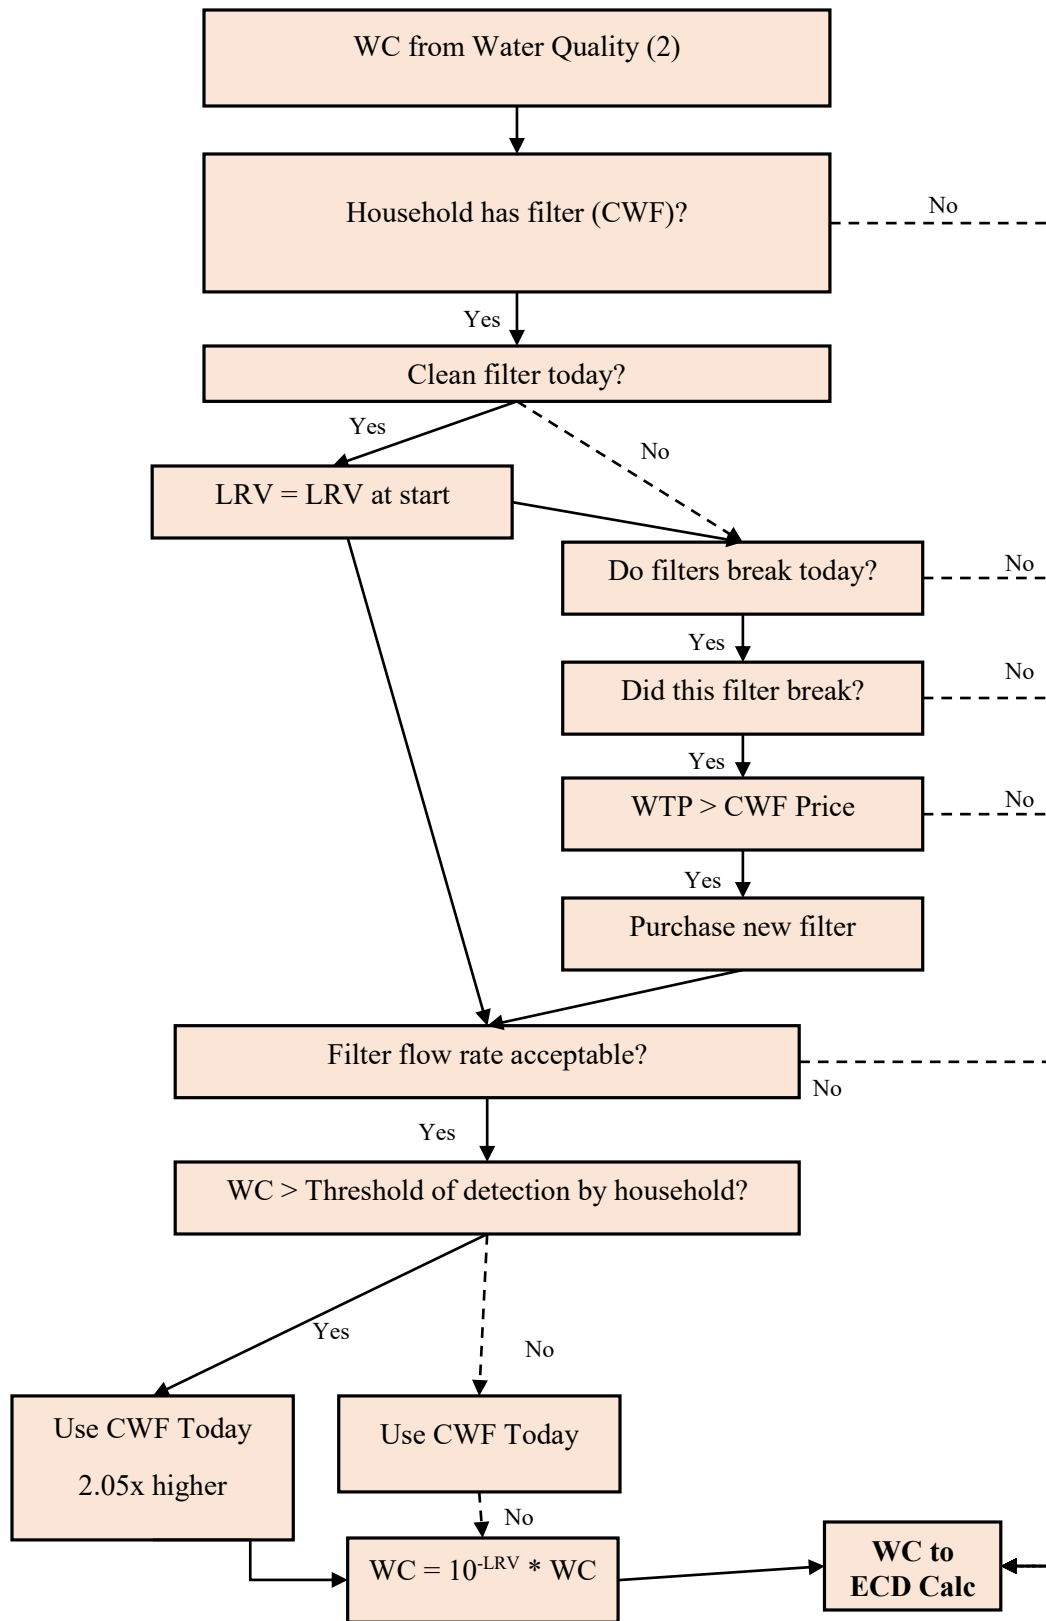 WC from Water Quality (2)
Household has filter (CWF)?
No
Yes
Clean filter today?
Yes
No
LRV = LRV at start
Do filters break today?
No
Yes
Did this filter break?
No
Yes
WTP > CWF Price
No
Yes
Purchase new filter
Filter flow rate acceptable?
No
Yes
WC > Threshold of detection by household?
Yes
No
Use CWF Today
2.05x higher
Use CWF Today
No
WC = 10^-LRV * WC
WC to
ECD Calc